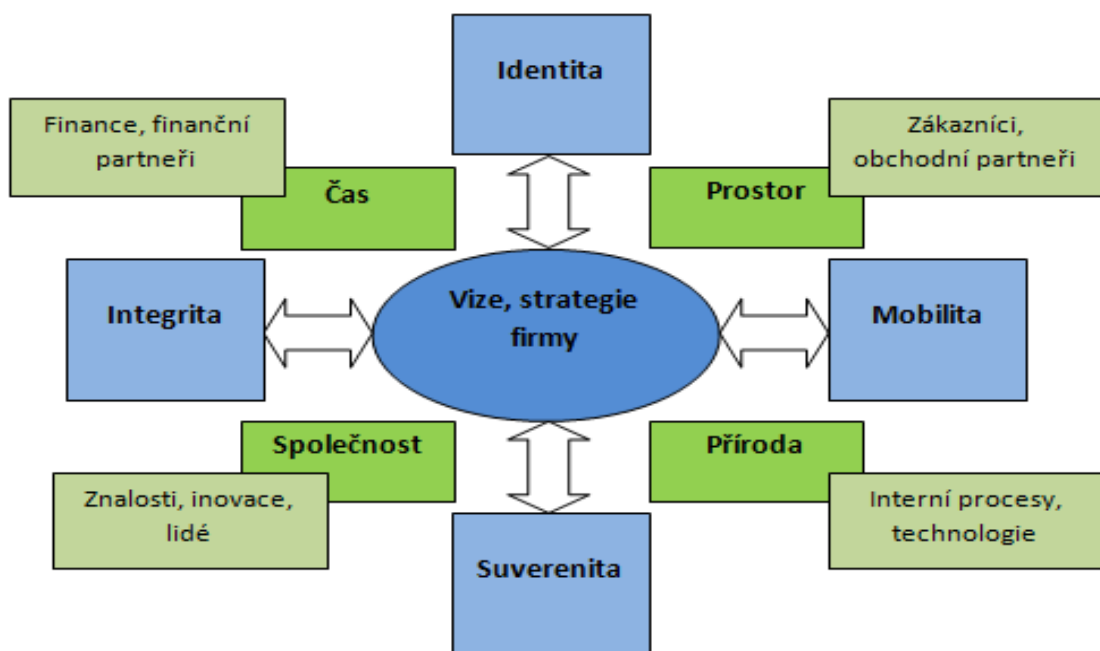 Identita
Finance, finanční
partneři
Zákazníci,
obchodní partneři
Čas
Prostor
Integrita
Vize, strategie
firmy
Mobilita
Společnost
Příroda
Znalosti, inovace,
lidé
Interní procesy,
technologie
Suverenita